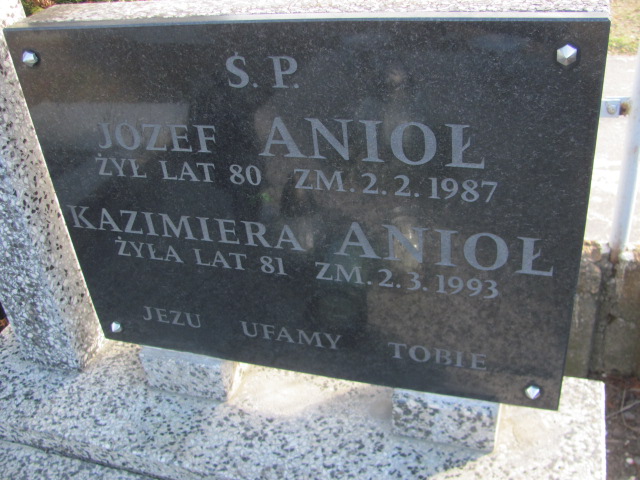 Ś. P.
JÓZEF ANIOŁ
ŻYŁ LAT 80 ZM. 2. 2. 1987
KAZIMIERA ANIOŁ
ŻYŁA LAT 81 ZM. 2. 3. 1993
JEZU UFAMY TOBIE